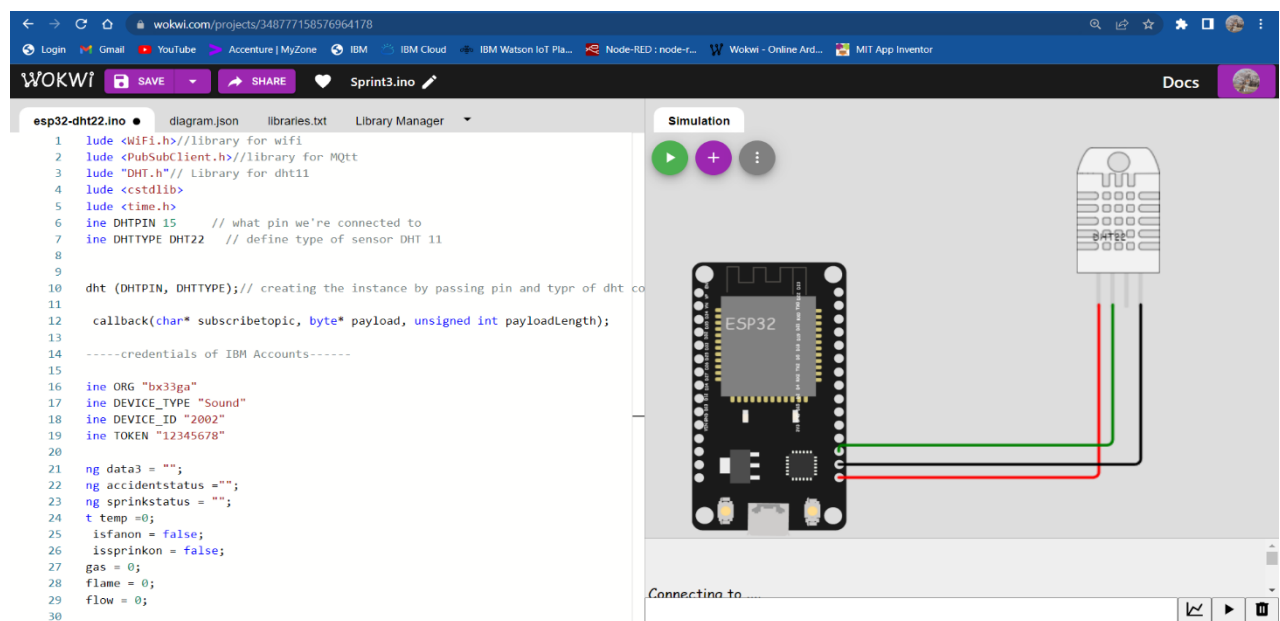 wokwi.com/projects/348777158576964178
Login Gmail YouTube Accenture | MyZone IBM IBM Cloud IBM Watson IoT Pla... Node-RED : node-r... Wokwi - Online Ard... MIT App Inventor
WOKWi SAVE SHARE Sprint3.ino Docs
esp32-dht22.ino diagram.json libraries.txt Library Manager
1 lude <WiFi.h>//library for wifi
2 lude <PubSubClient.h>//library for MQtt
3 lude "DHT.h"// Library for dht11
4 lude <cstdlib>
5 lude <time.h>
6 ine DHTPIN 15 // what pin we're connected to
7 ine DHTTYPE DHT22 // define type of sensor DHT 11
8
9
10 dht (DHTPIN, DHTTYPE);// creating the instance by passing pin and typr of dht co
11
12 callback(char* subscribetopic, byte* payload, unsigned int payloadLength);
13
14 -----credentials of IBM Accounts------
15
16 ine ORG "bx33ga"
17 ine DEVICE_TYPE "Sound"
18 ine DEVICE_ID "2002"
19 ine TOKEN "12345678"
20
21 ng data3 = "";
22 ng accidentstatus ="";
23 ng sprinkstatus = "";
24 t temp =0;
25 isfanon = false;
26 issprinkon = false;
27 gas = 0;
28 flame = 0;
29 flow = 0;
30
Simulation
DHT22
ESP32
Connecting to ....